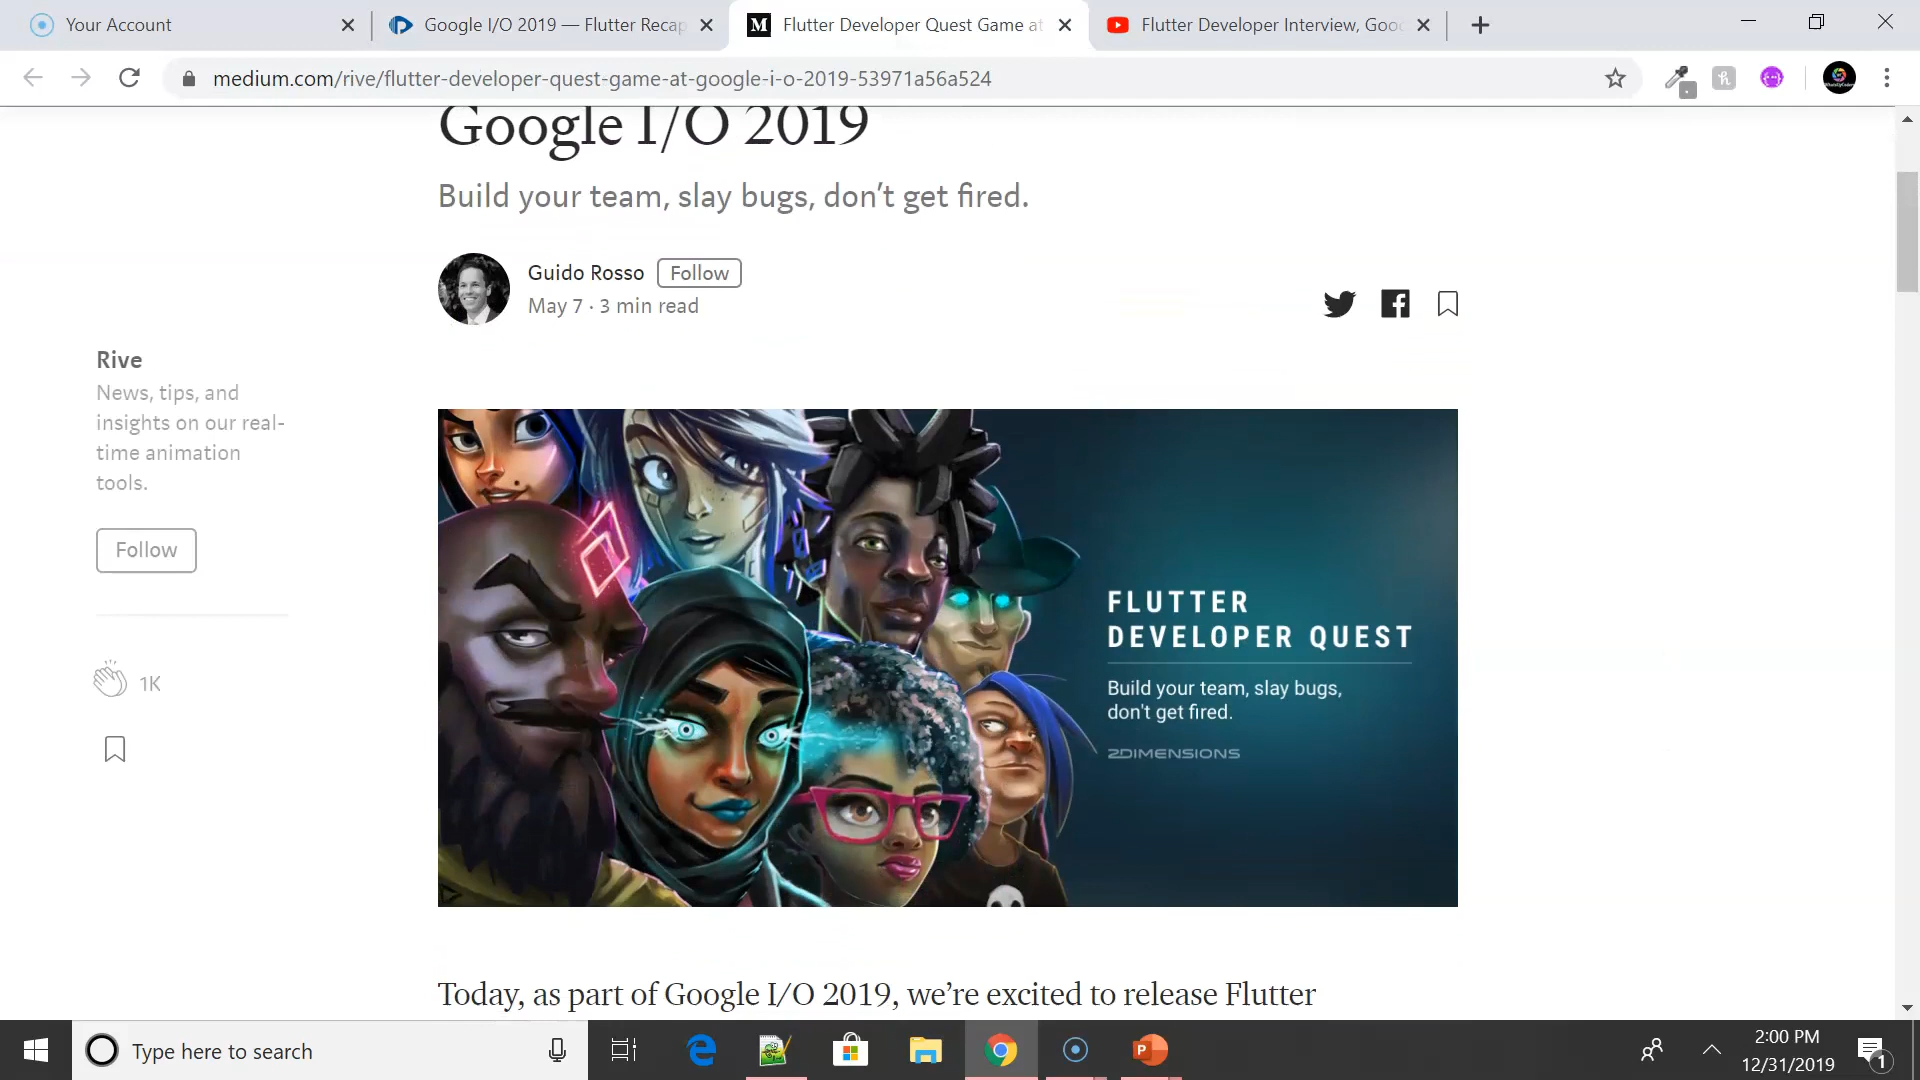 Your Account
Google I/O 2019 — Flutter Recap
Flutter Developer Quest Game at
Flutter Developer Interview, Goo
medium.com/rive/flutter-developer-quest-game-at-google-i-o-2019-53971a56a524
Google I/O 2019
Build your team, slay bugs, don’t get fired.
Guido Rosso
Follow
May 7 · 3 min read
Rive
News, tips, and
insights on our real-
time animation
tools.
Follow
1K
FLUTTER
DEVELOPER QUEST
Build your team, slay bugs,
don't get fired.
2DIMENSIONS
Today, as part of Google I/O 2019, we’re excited to release Flutter
Type here to search
2:00 PM
12/31/2019
1